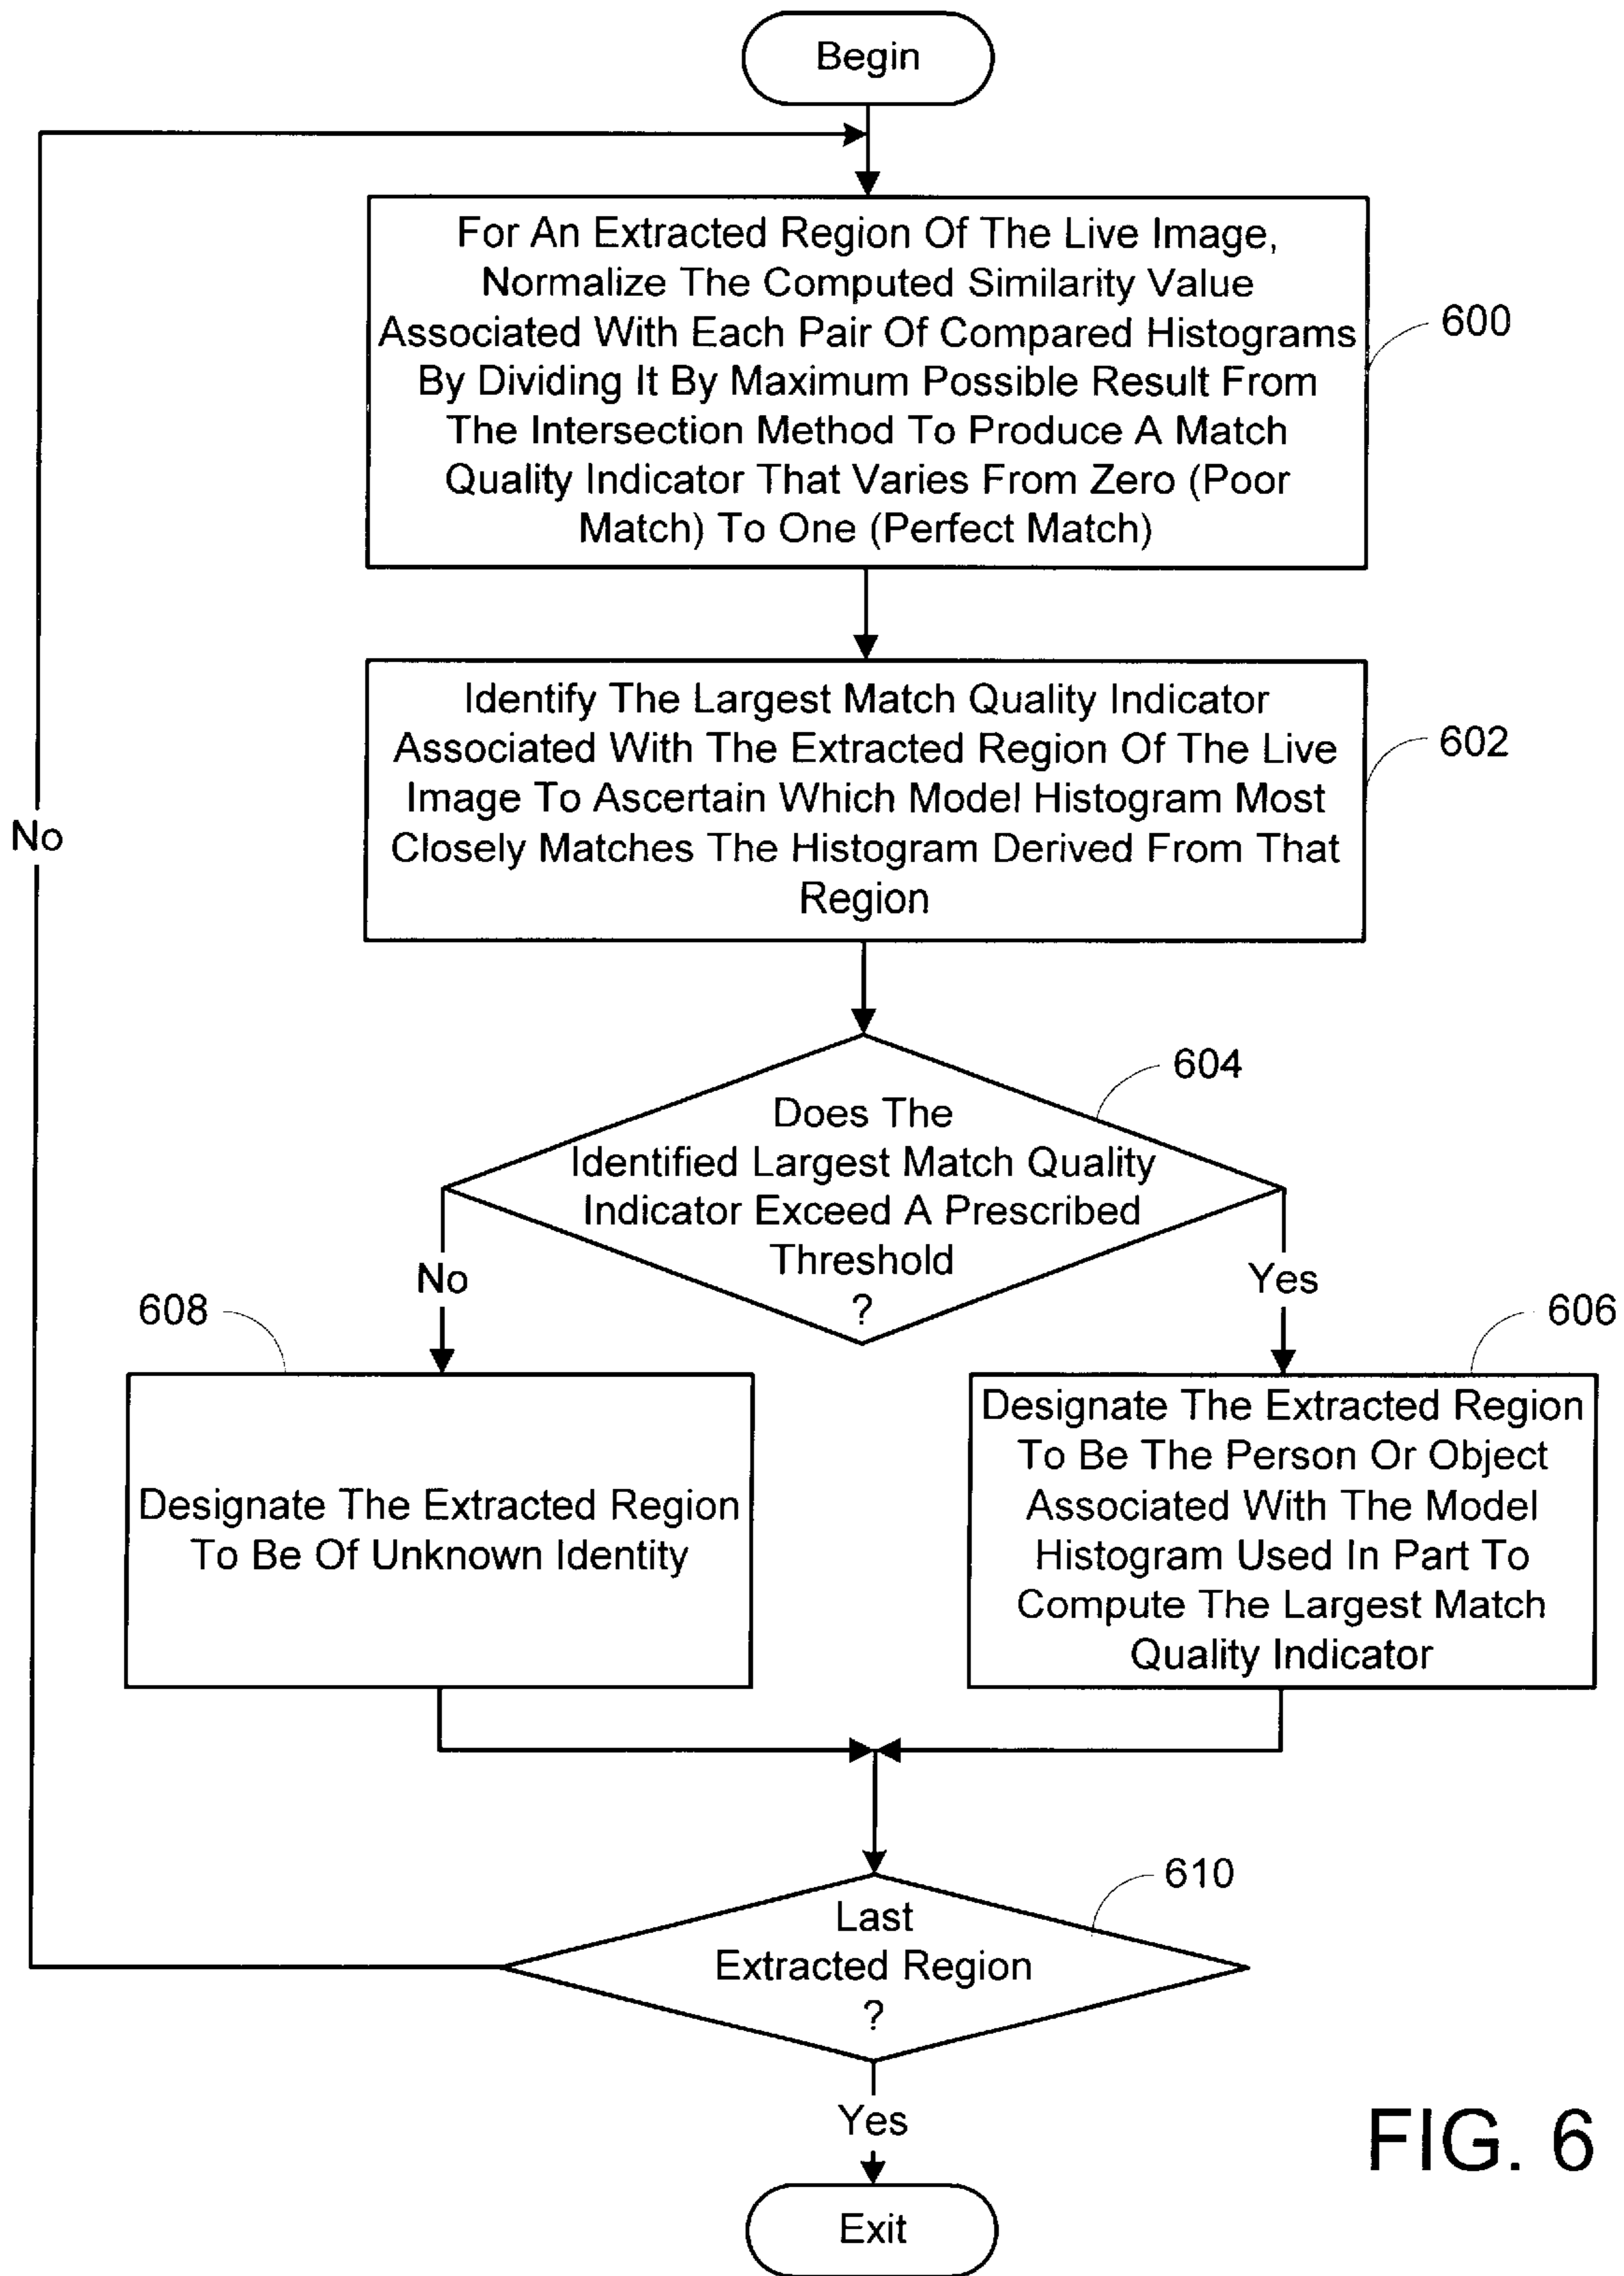 Begin
For An Extracted Region Of The Live Image,
Normalize The Computed Similarity Value
Associated With Each Pair Of Compared Histograms
By Dividing It By Maximum Possible Result From
The Intersection Method To Produce A Match
Quality Indicator That Varies From Zero (Poor
Match) To One (Perfect Match)
600
Identify The Largest Match Quality Indicator
Associated With The Extracted Region Of The Live
Image To Ascertain Which Model Histogram Most
Closely Matches The Histogram Derived From That
Region
602
No
604
Does The
Identified Largest Match Quality
Indicator Exceed A Prescribed
Threshold
?
No
Yes
608
606
Designate The Extracted Region
To Be Of Unknown Identity
Designate The Extracted Region
To Be The Person Or Object
Associated With The Model
Histogram Used In Part To
Compute The Largest Match
Quality Indicator
610
Last
Extracted Region
?
Yes
Exit
FIG. 6